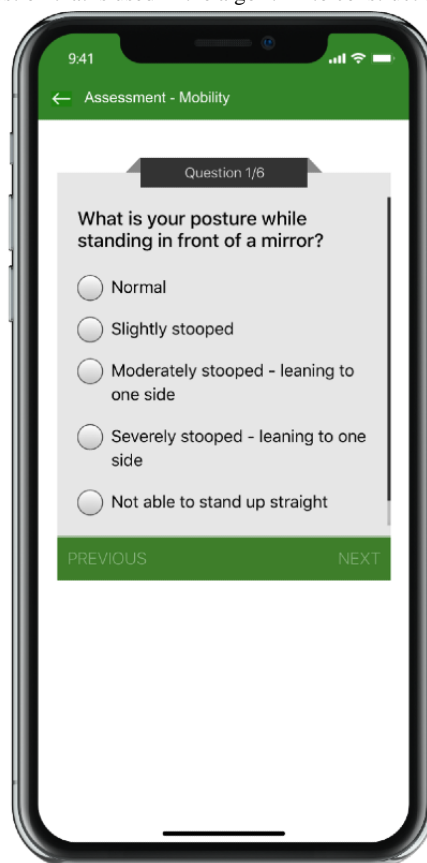 9:41
← Assessment - Mobility
Question 1/6
What is your posture while
standing in front of a mirror?
Normal
Slightly stooped
Moderately stooped - leaning to
one side
Severely stooped - leaning to one
side
Not able to stand up straight
PREVIOUS NEXT